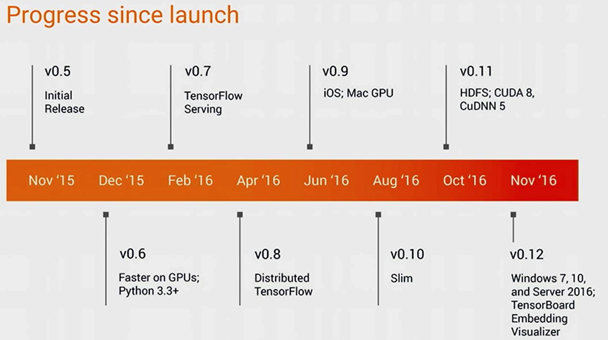 Progress since launch
v0.5
Initial
Release
v0.7
TensorFlow
Serving
v0.9
iOS; Mac GPU
v0.11
HDFS; CUDA 8,
CuDNN 5
Nov ‘15 Dec ‘15 Feb ‘16 Apr ‘16 Jun ‘16 Aug ‘16 Oct ‘16 Nov ‘16
v0.6
Faster on GPUs;
Python 3.3+
v0.8
Distributed
TensorFlow
v0.10
Slim
v0.12
Windows 7, 10,
and Server 2016;
TensorBoard
Embedding
Visualizer